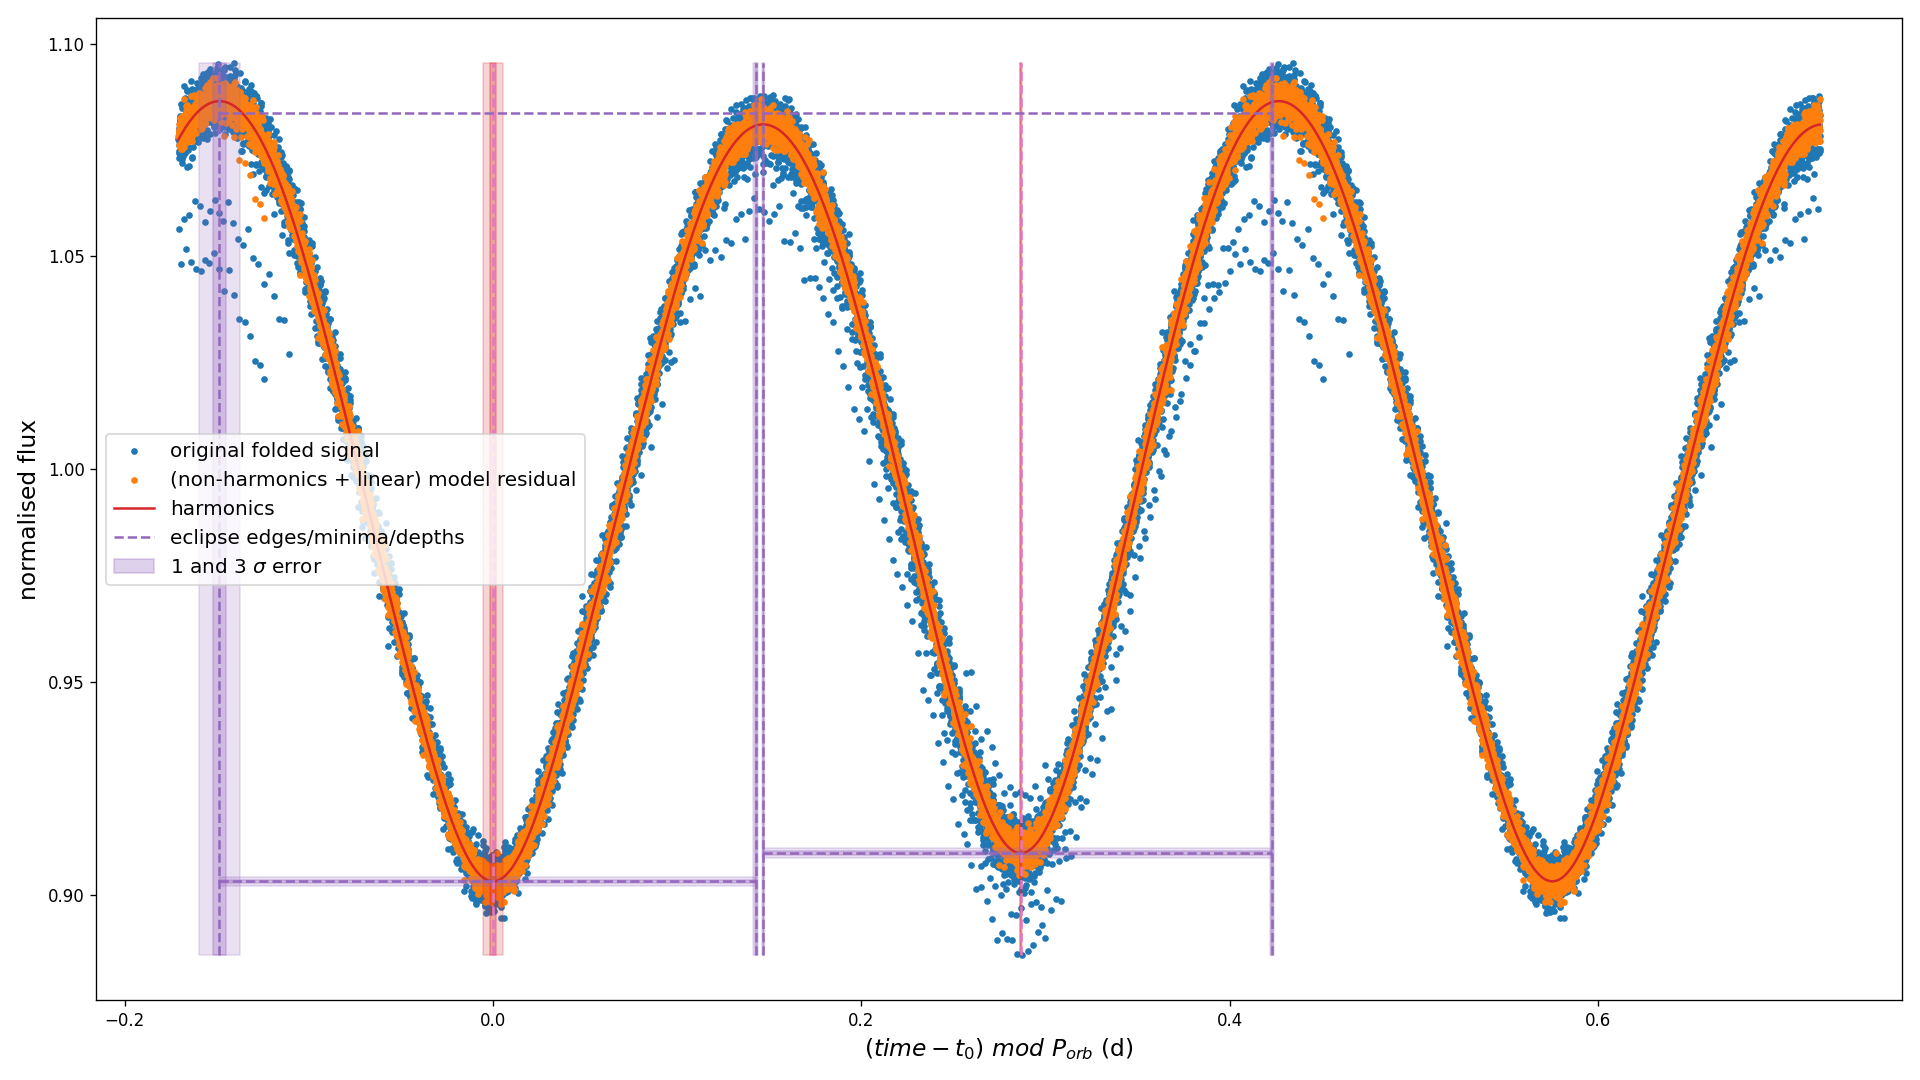 normalised flux
1.10
1.05
1.00
0.95
0.90
original folded signal
(non-harmonics + linear) model residual
harmonics
eclipse edges/minima/depths
1 and 3 σ error
−0.2
0.0
0.2
0.4
0.6
(time − t₀) mod P_orb (d)